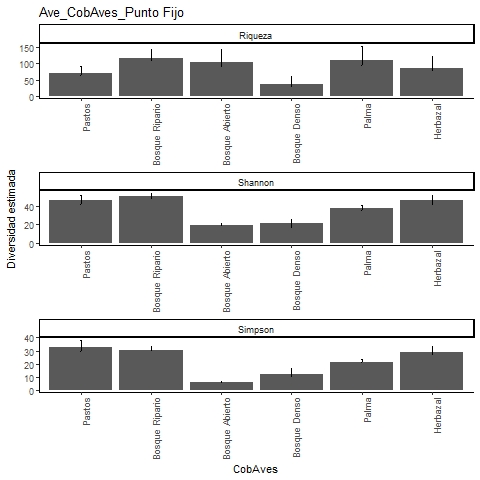 Ave_CobAves_Punto Fijo
Riqueza
150
100
50
0
Pastos
Bosque Ripario
Bosque Abierto
Bosque Denso
Palma
Herbazal
Diversidad estimada
Shannon
40
20
0
Pastos
Bosque Ripario
Bosque Abierto
Bosque Denso
Palma
Herbazal
Simpson
40
30
20
10
0
Pastos
Bosque Ripario
Bosque Abierto
Bosque Denso
Palma
Herbazal
CobAves